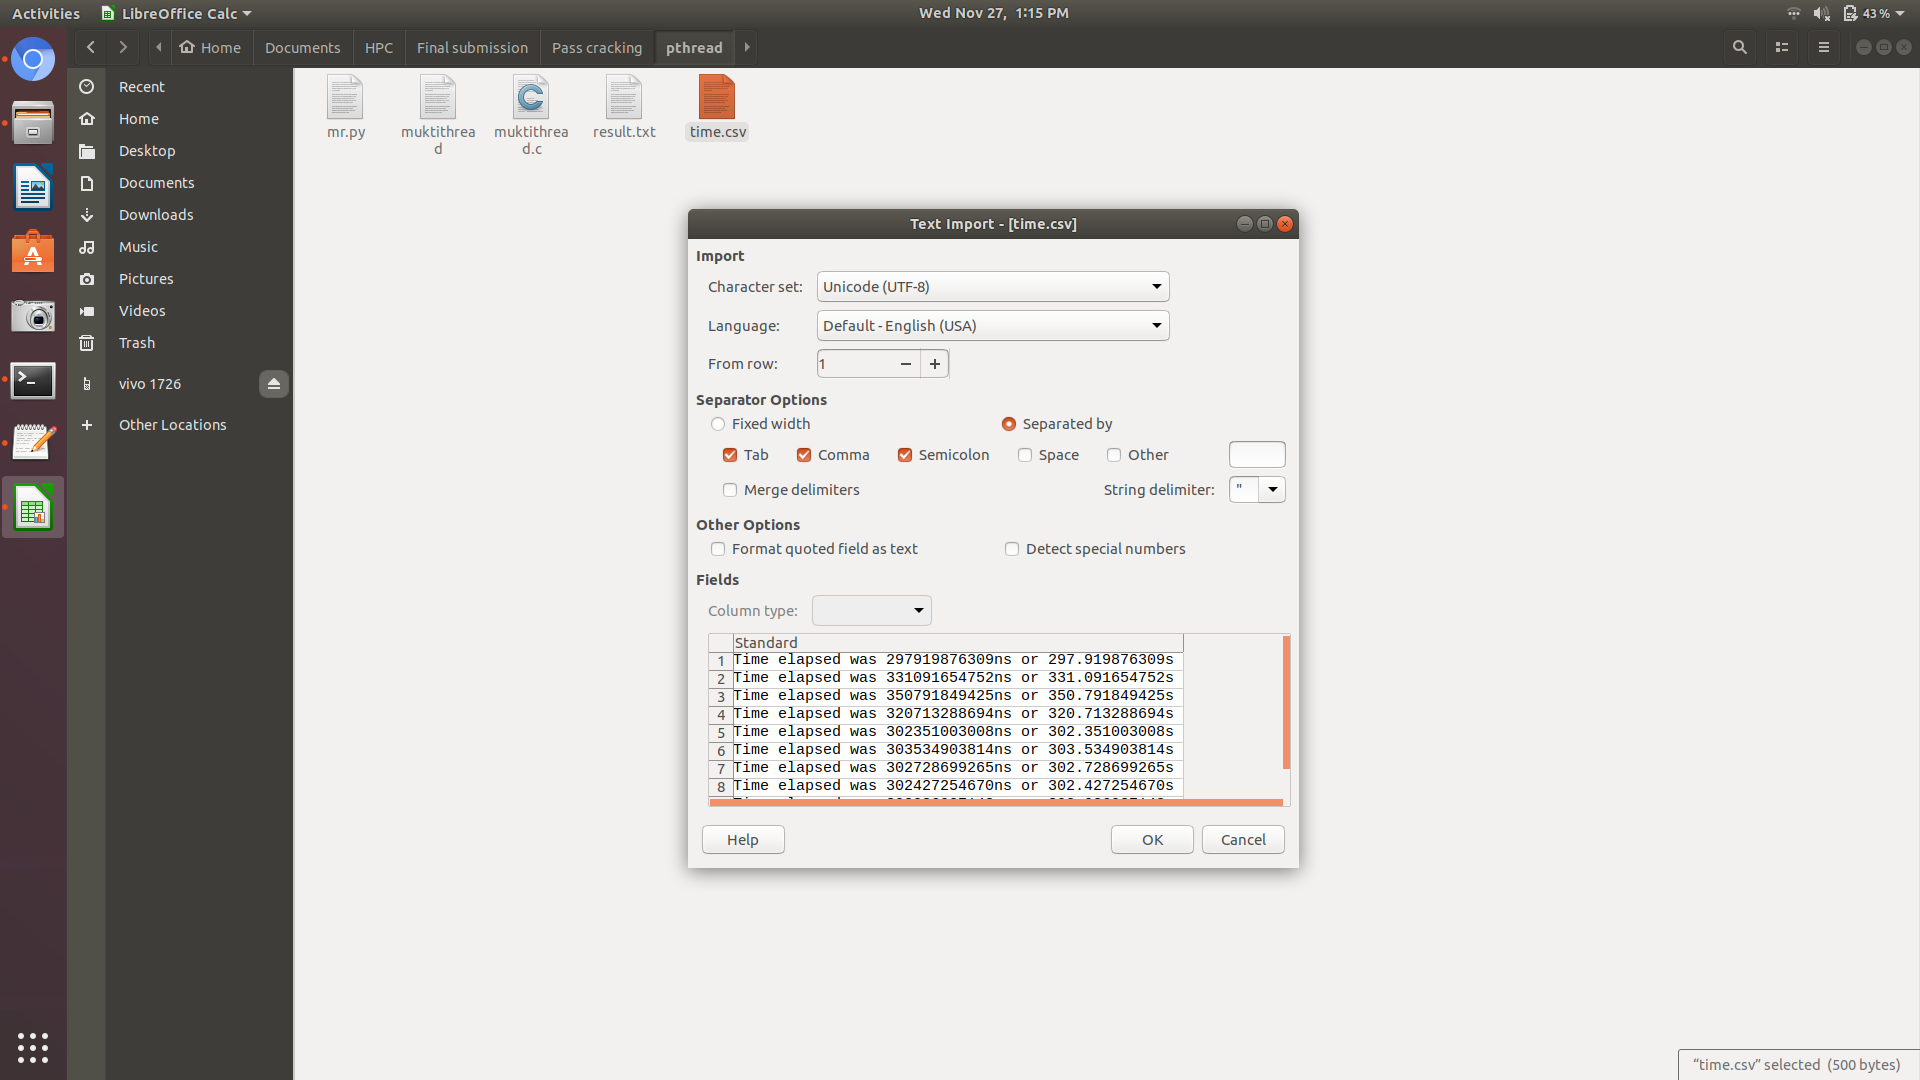 Activities
LibreOffice Calc
Wed Nov 27, 1:15 PM
43 %
Home
Documents
HPC
Final submission
Pass cracking
pthread
Recent
Home
Desktop
Documents
Downloads
Music
Pictures
Videos
Trash
vivo 1726
Other Locations
mr.py
muktithrea
d
muktithrea
d.c
result.txt
time.csv
Text Import - [time.csv]
Import
Character set: Unicode (UTF-8)
Language: Default - English (USA)
From row: 1
Separator Options
Fixed width
Separated by
Tab
Comma
Semicolon
Space
Other
Merge delimiters
String delimiter: "
Other Options
Format quoted field as text
Detect special numbers
Fields
Column type:
Standard
1 Time elapsed was 297919876309ns or 297.919876309s
2 Time elapsed was 331091654752ns or 331.091654752s
3 Time elapsed was 350791849425ns or 350.791849425s
4 Time elapsed was 320713288694ns or 320.713288694s
5 Time elapsed was 302351003008ns or 302.351003008s
6 Time elapsed was 303534903814ns or 303.534903814s
7 Time elapsed was 302728699265ns or 302.728699265s
8 Time elapsed was 302427254670ns or 302.427254670s
Help
OK
Cancel
“time.csv” selected (500 bytes)